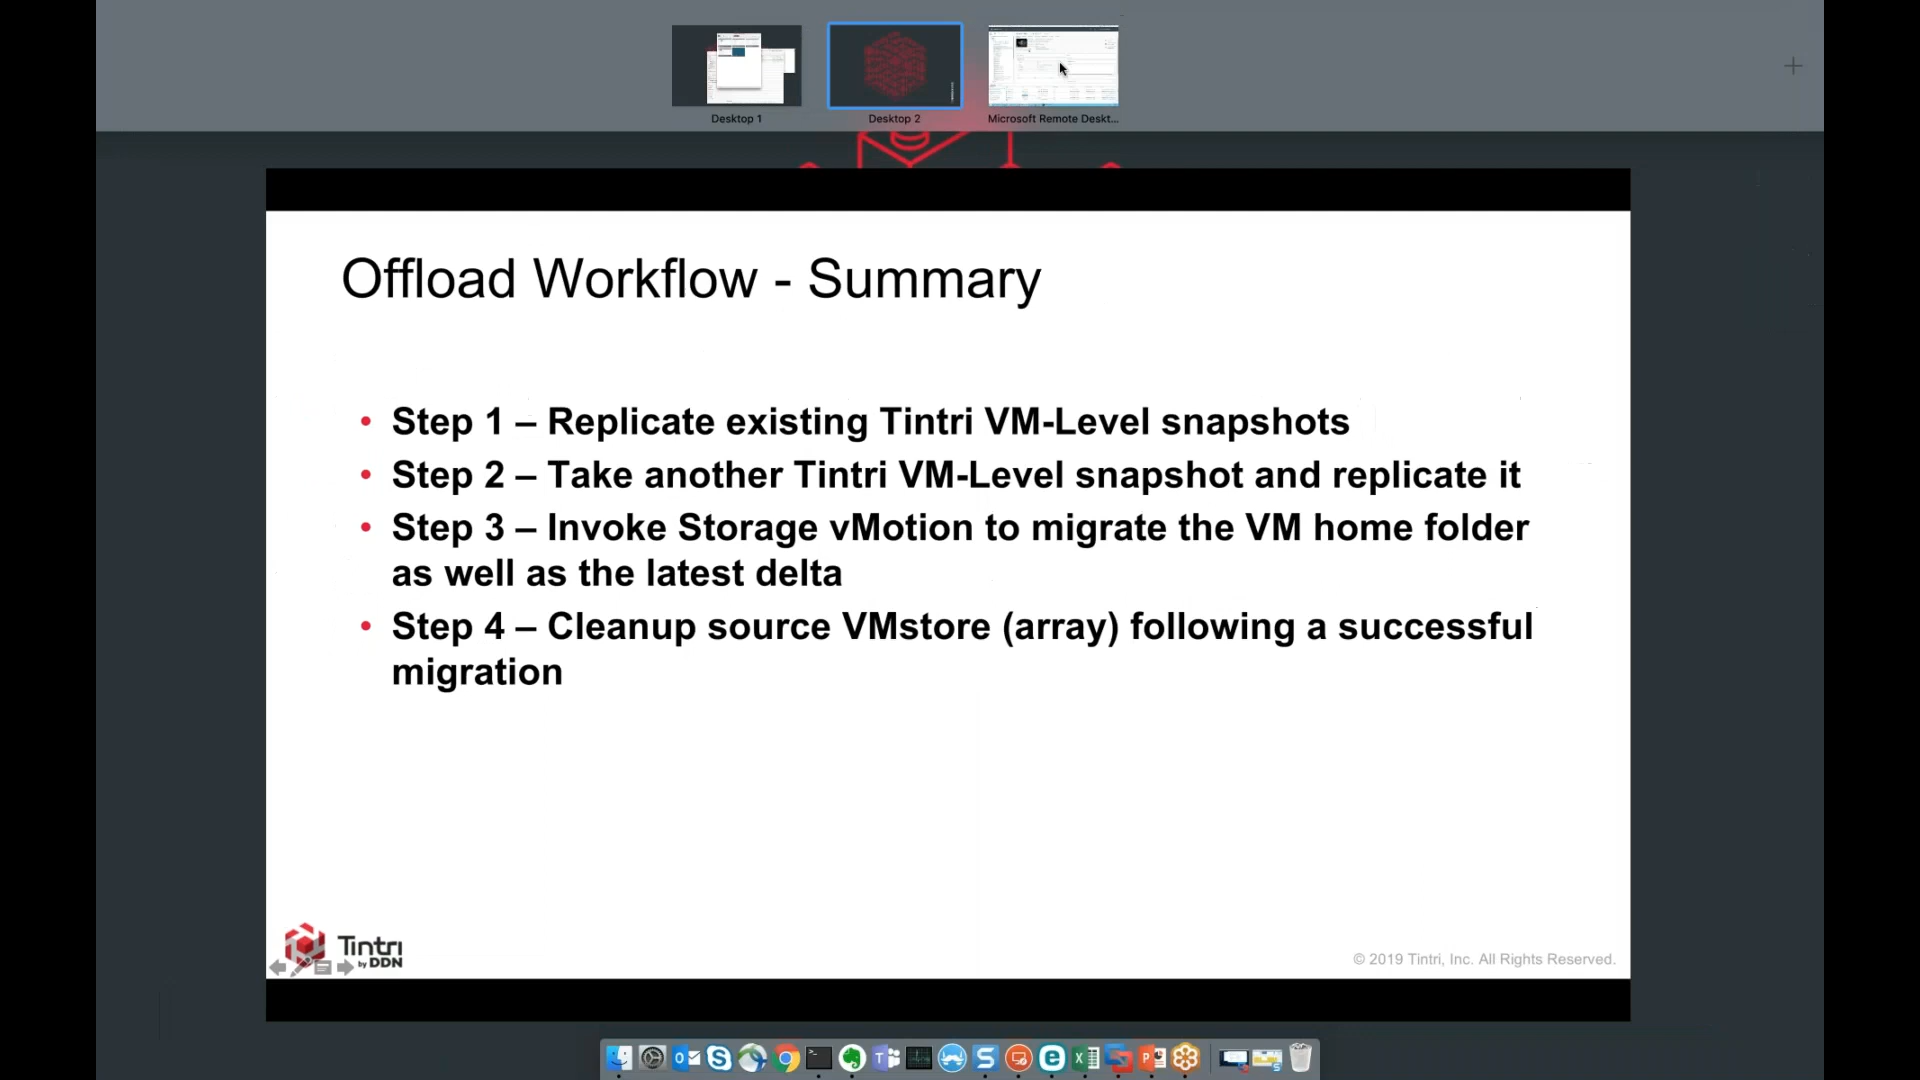 Desktop 1
Desktop 2
Microsoft Remote Deskt...
Offload Workflow - Summary
• Step 1 – Replicate existing Tintri VM-Level snapshots
• Step 2 – Take another Tintri VM-Level snapshot and replicate it
• Step 3 – Invoke Storage vMotion to migrate the VM home folder
as well as the latest delta
• Step 4 – Cleanup source VMstore (array) following a successful
migration
Tintri
by DDN
© 2019 Tintri, Inc. All Rights Reserved.